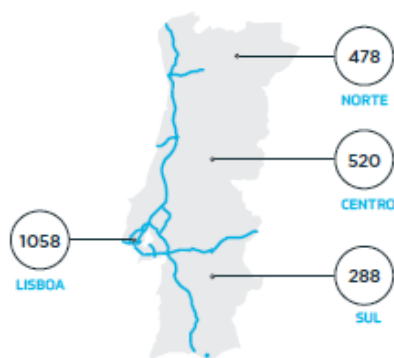 478
NORTE
520
CENTRO
1058
LISBOA
288
SUL